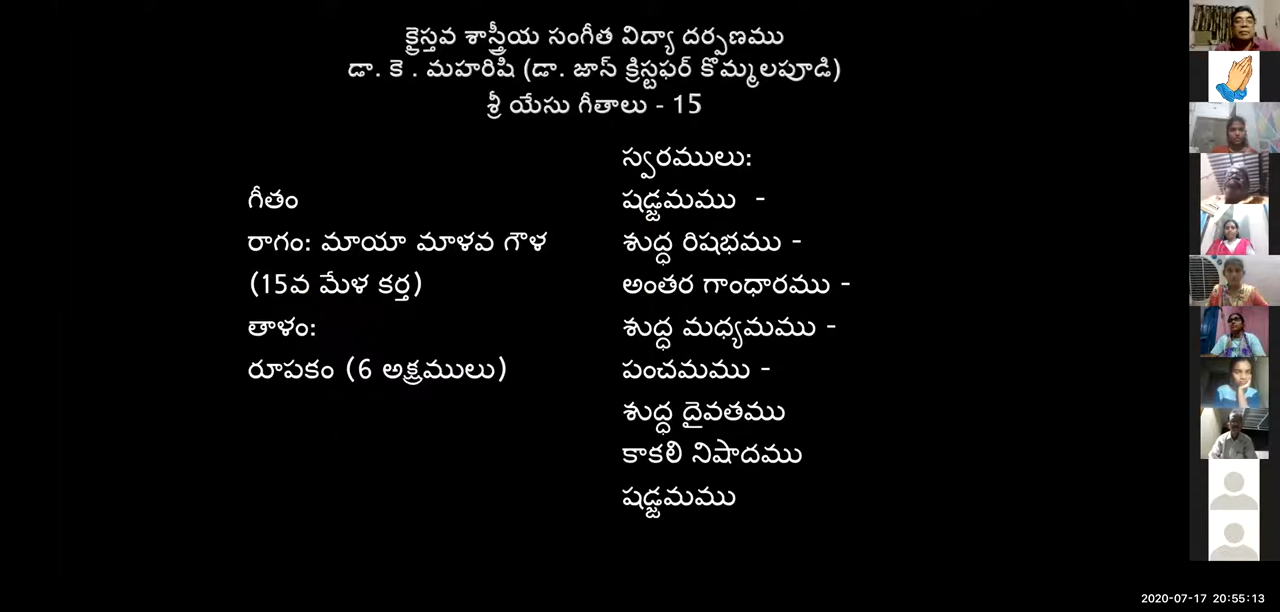 క్రైస్తవ శాస్త్రీయ సంగీత విద్యా దర్పణము
డా. కె . మహరిషి (డా. జాస్ క్రిస్టఫర్ కొమ్మలపూడి)
శ్రీ యేసు గీతాలు - 15
గీతం
రాగం: మాయా మాళవ గౌళ
(15వ మేళ కర్త)
తాళం:
రూపకం (6 అక్షరములు)
స్వరములు:
షడ్జమము -
శుద్ధ రిషభము -
అంతర గాంధారము -
శుద్ధ మధ్యమము -
పంచమము -
శుద్ధ దైవతము
కాకలి నిషాదము
షడ్జమము
2020-07-17 20:55:13